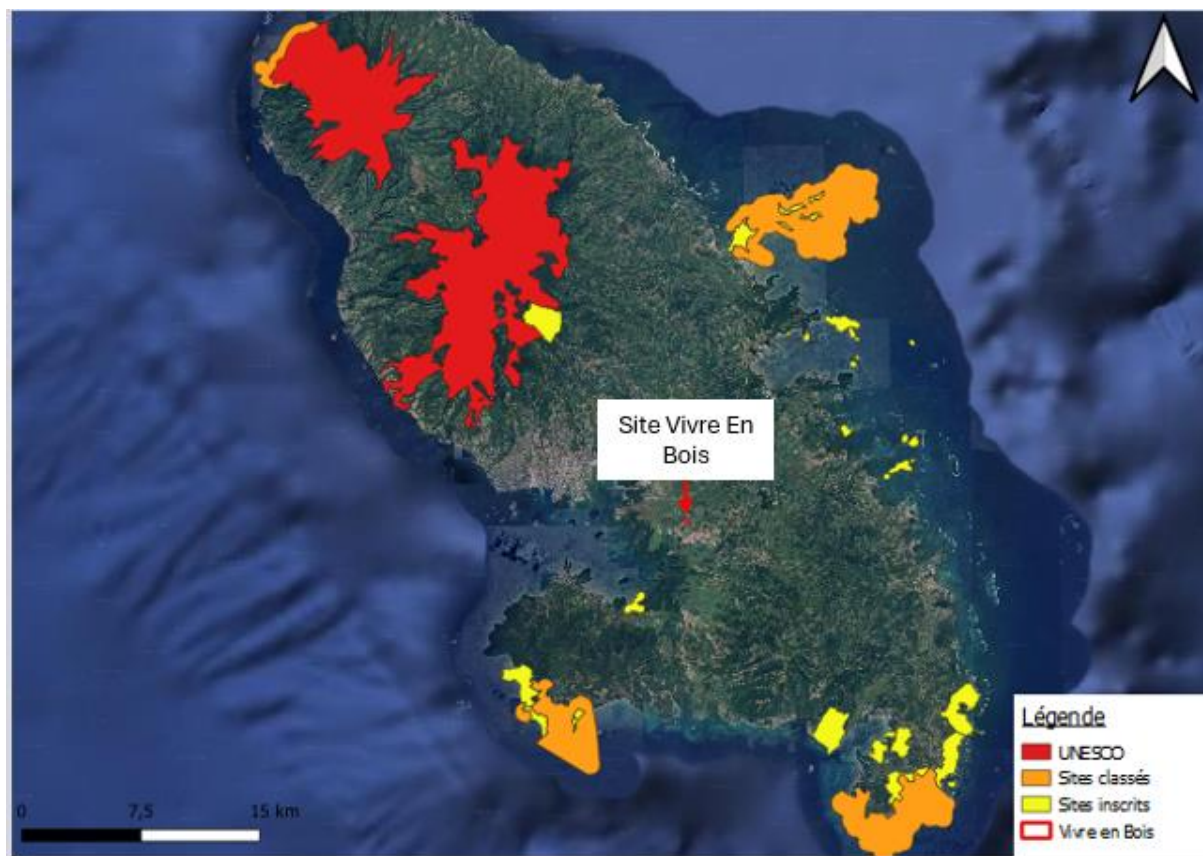 Site Vivre En
Bois
Légende
UNESCO
Sites classés
Sites inscrits
Vivre en Bois
0 7,5 15 km